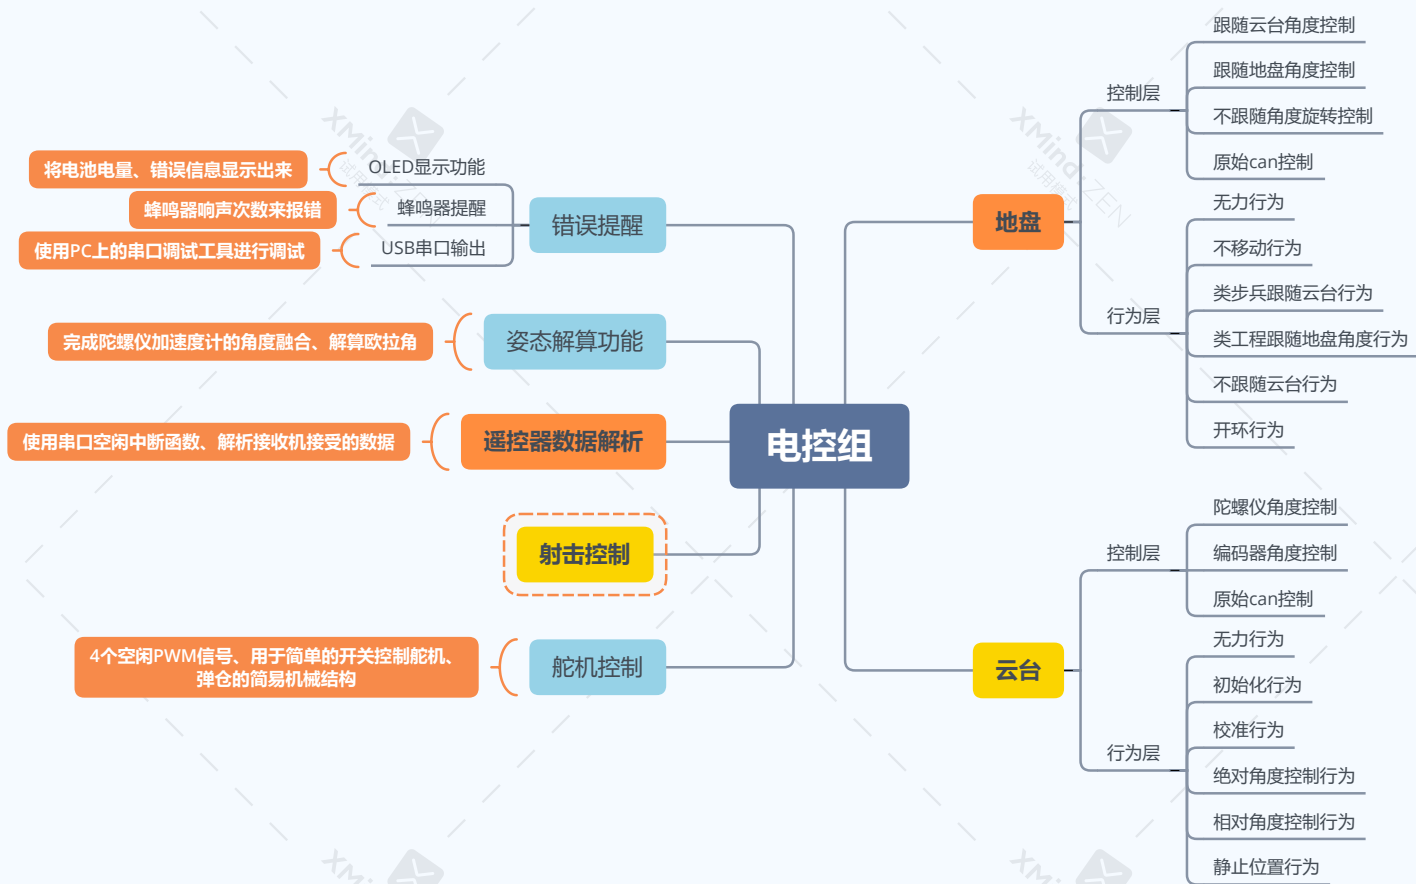 电控组
地盘
控制层
跟随云台角度控制
跟随地盘角度控制
不跟随角度旋转控制
原始can控制
行为层
无力行为
不移动行为
类步兵跟随云台行为
类工程跟随地盘角度行为
不跟随云台行为
开环行为
云台
控制层
陀螺仪角度控制
编码器角度控制
原始can控制
行为层
无力行为
初始化行为
校准行为
绝对角度控制行为
相对角度控制行为
静止位置行为
错误提醒
OLED显示功能
将电池电量、错误信息显示出来
蜂鸣器提醒
蜂鸣器响声次数来报错
USB串口输出
使用PC上的串口调试工具进行调试
姿态解算功能
完成陀螺仪加速度计的角度融合、解算欧拉角
遥控器数据解析
使用串口空闲中断函数、解析接收机接受的数据
射击控制
舵机控制
4个空闲PWM信号、用于简单的开关控制舵机、
弹仓的简易机械结构
XMind:ZEN
试用模式
XMind:ZEN
试用模式
XMind
XMind